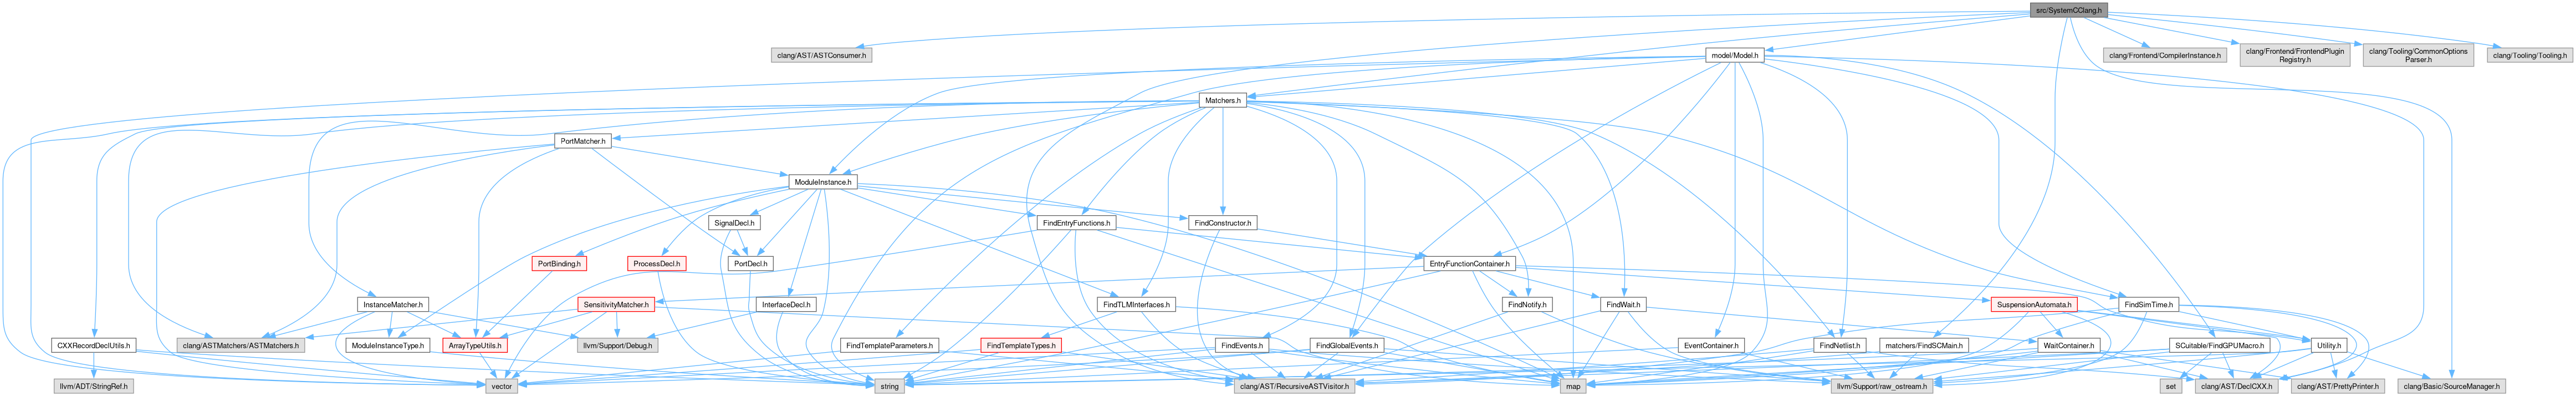 src/SystemCClang.h
clang/AST/ASTConsumer.h
model/Model.h
clang/Frontend/CompilerInstance.h
clang/Frontend/FrontendPlugin
Registry.h
clang/Tooling/CommonOptions
Parser.h
clang/Tooling/Tooling.h
Matchers.h
PortMatcher.h
ModuleInstance.h
SignalDecl.h
FindEntryFunctions.h
FindConstructor.h
PortBinding.h
ProcessDecl.h
PortDecl.h
EntryFunctionContainer.h
InstanceMatcher.h
SensitivityMatcher.h
InterfaceDecl.h
FindTLMInterfaces.h
FindNotify.h
FindWait.h
SuspensionAutomata.h
FindSimTime.h
CXXRecordDeclUtils.h
clang/ASTMatchers/ASTMatchers.h
ModuleInstanceType.h
ArrayTypeUtils.h
llvm/Support/Debug.h
FindTemplateParameters.h
FindTemplateTypes.h
FindEvents.h
FindGlobalEvents.h
EventContainer.h
FindNetlist.h
matchers/FindSCMain.h
WaitContainer.h
SCuitable/FindGPUMacro.h
Utility.h
llvm/ADT/StringRef.h
vector
string
clang/AST/RecursiveASTVisitor.h
map
llvm/Support/raw_ostream.h
set
clang/AST/DeclCXX.h
clang/AST/PrettyPrinter.h
clang/Basic/SourceManager.h